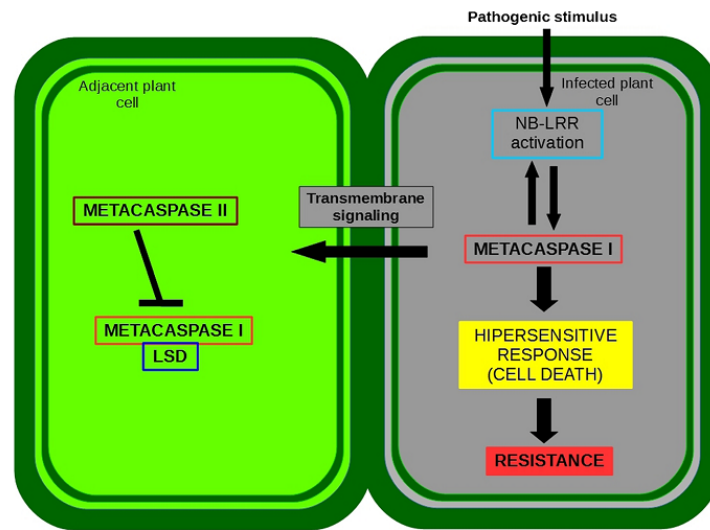 Pathogenic stimulus
Adjacent plant
cell
Infected plant
cell
NB-LRR
activation
Transmembrane
signaling
METACASPASE II
METACASPASE I
METACASPASE I
LSD
HIPERSENSITIVE
RESPONSE
(CELL DEATH)
RESISTANCE